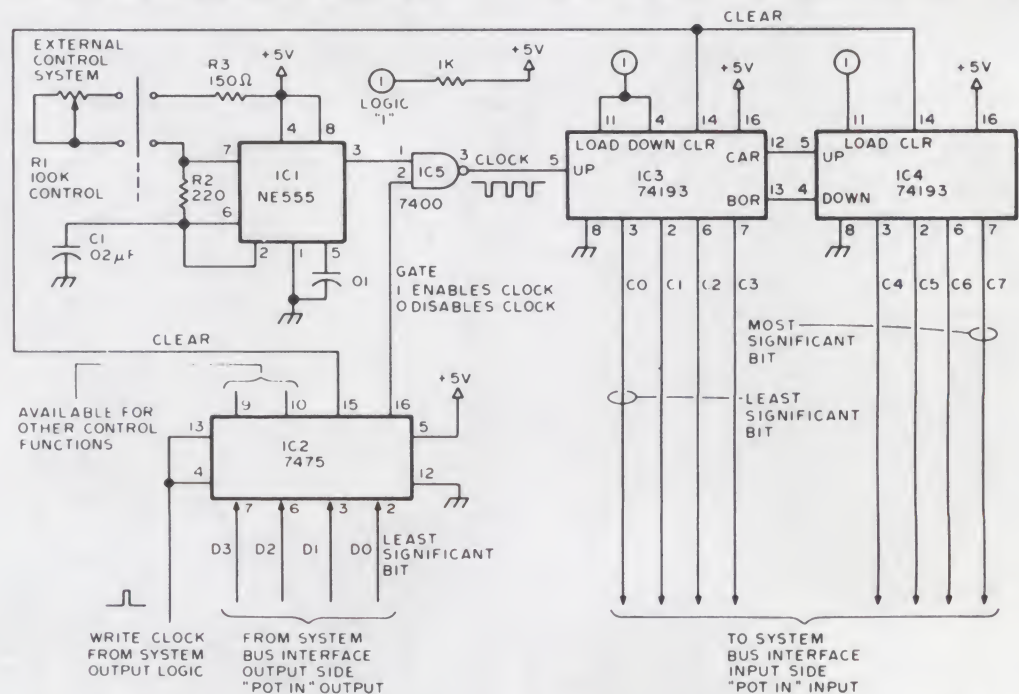 CLEAR
EXTERNAL
CONTROL
SYSTEM
R3
150Ω
+5V
1
LOGIC
"1"
1K
+5V
1
1
+5V
+5V
R1
100K
CONTROL
R2
220
7
6
4
8
3
2
1
5
IC1
NE555
C1
02µF
01
1
2
3
IC5
7400
CLOCK
5
11
4
14
16
LOAD DOWN CLR
UP
CAR
BOR
IC3
74193
12
13
5
4
11
14
16
LOAD CLR
UP
DOWN
IC4
74193
8
3
2
6
7
8
3
2
6
7
C0
C1
C2
C3
C4
C5
C6
C7
GATE
1 ENABLES CLOCK
0 DISABLES CLOCK
MOST
SIGNIFICANT
BIT
LEAST
SIGNIFICANT
BIT
CLEAR
AVAILABLE FOR
OTHER CONTROL
FUNCTIONS
9
10
15
16
+5V
13
4
5
12
IC2
7475
7
6
3
2
D3
D2
D1
D0
LEAST
SIGNIFICANT
BIT
WRITE CLOCK
FROM SYSTEM
OUTPUT LOGIC
FROM SYSTEM
BUS INTERFACE
OUTPUT SIDE
"POT IN" OUTPUT
TO SYSTEM
BUS INTERFACE
INPUT SIDE
"POT IN" INPUT